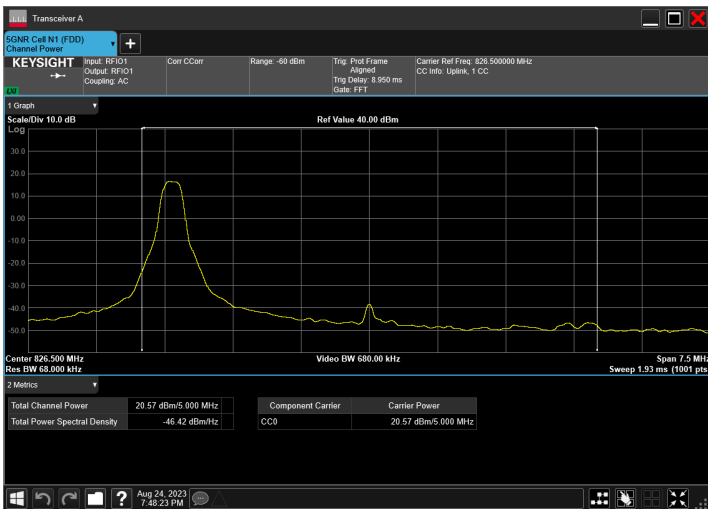 Transceiver A
5GNR Cell N1 (FDD)
Channel Power
KEYSIGHT
LXI
Input: RFIO1
Output: RFIO1
Coupling: AC
Corr CCorr
Range: -60 dBm
Trig: Prot Frame
Aligned
Trig Delay: 8.950 ms
Gate: FFT
Carrier Ref Freq: 826.500000 MHz
CC Info: Uplink, 1 CC
1 Graph
Scale/Div 10.0 dB
Ref Value 40.00 dBm
Log
30.0
20.0
10.0
0.00
-10.0
-20.0
-30.0
-40.0
-50.0
Center 826.500 MHz
Video BW 680.00 kHz
Span 7.5 MHz
Res BW 68.000 kHz
Sweep 1.93 ms (1001 pts
2 Metrics
Total Channel Power 20.57 dBm/5.000 MHz
Total Power Spectral Density -46.42 dBm/Hz
Component Carrier Carrier Power
CC0 20.57 dBm/5.000 MHz
Aug 24, 2023
7:48:23 PM